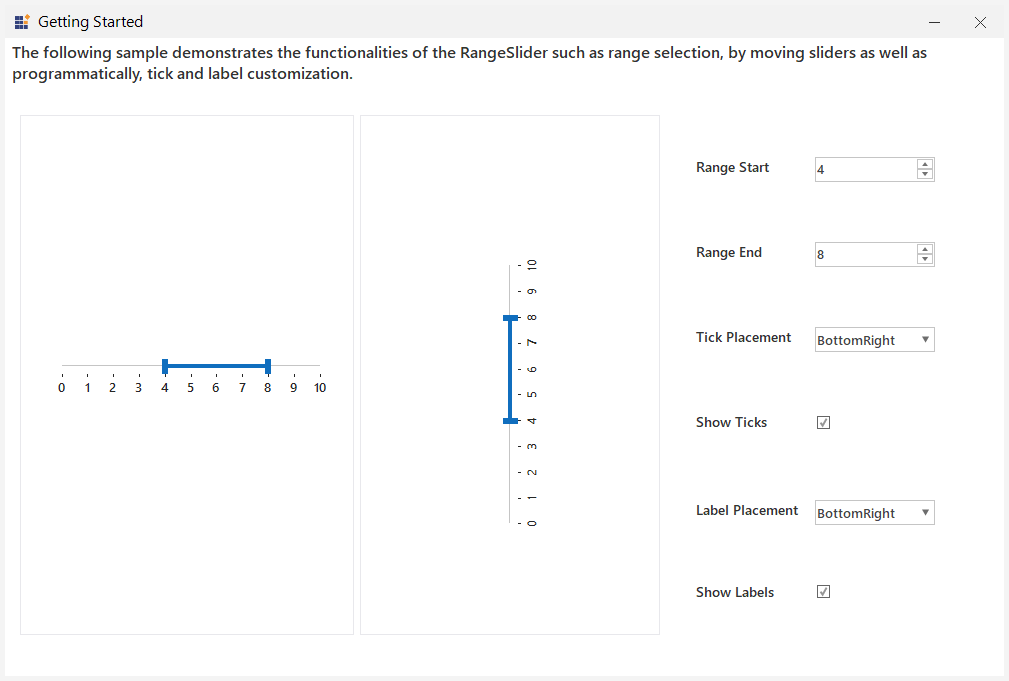 Getting Started
The following sample demonstrates the functionalities of the RangeSlider such as range selection, by moving sliders as well as
programmatically, tick and label customization.
0 1 2 3 4 5 6 7 8 9 10
10
9
8
7
6
5
4
3
2
1
0
Range Start 4
Range End 8
Tick Placement BottomRight
Show Ticks
Label Placement BottomRight
Show Labels